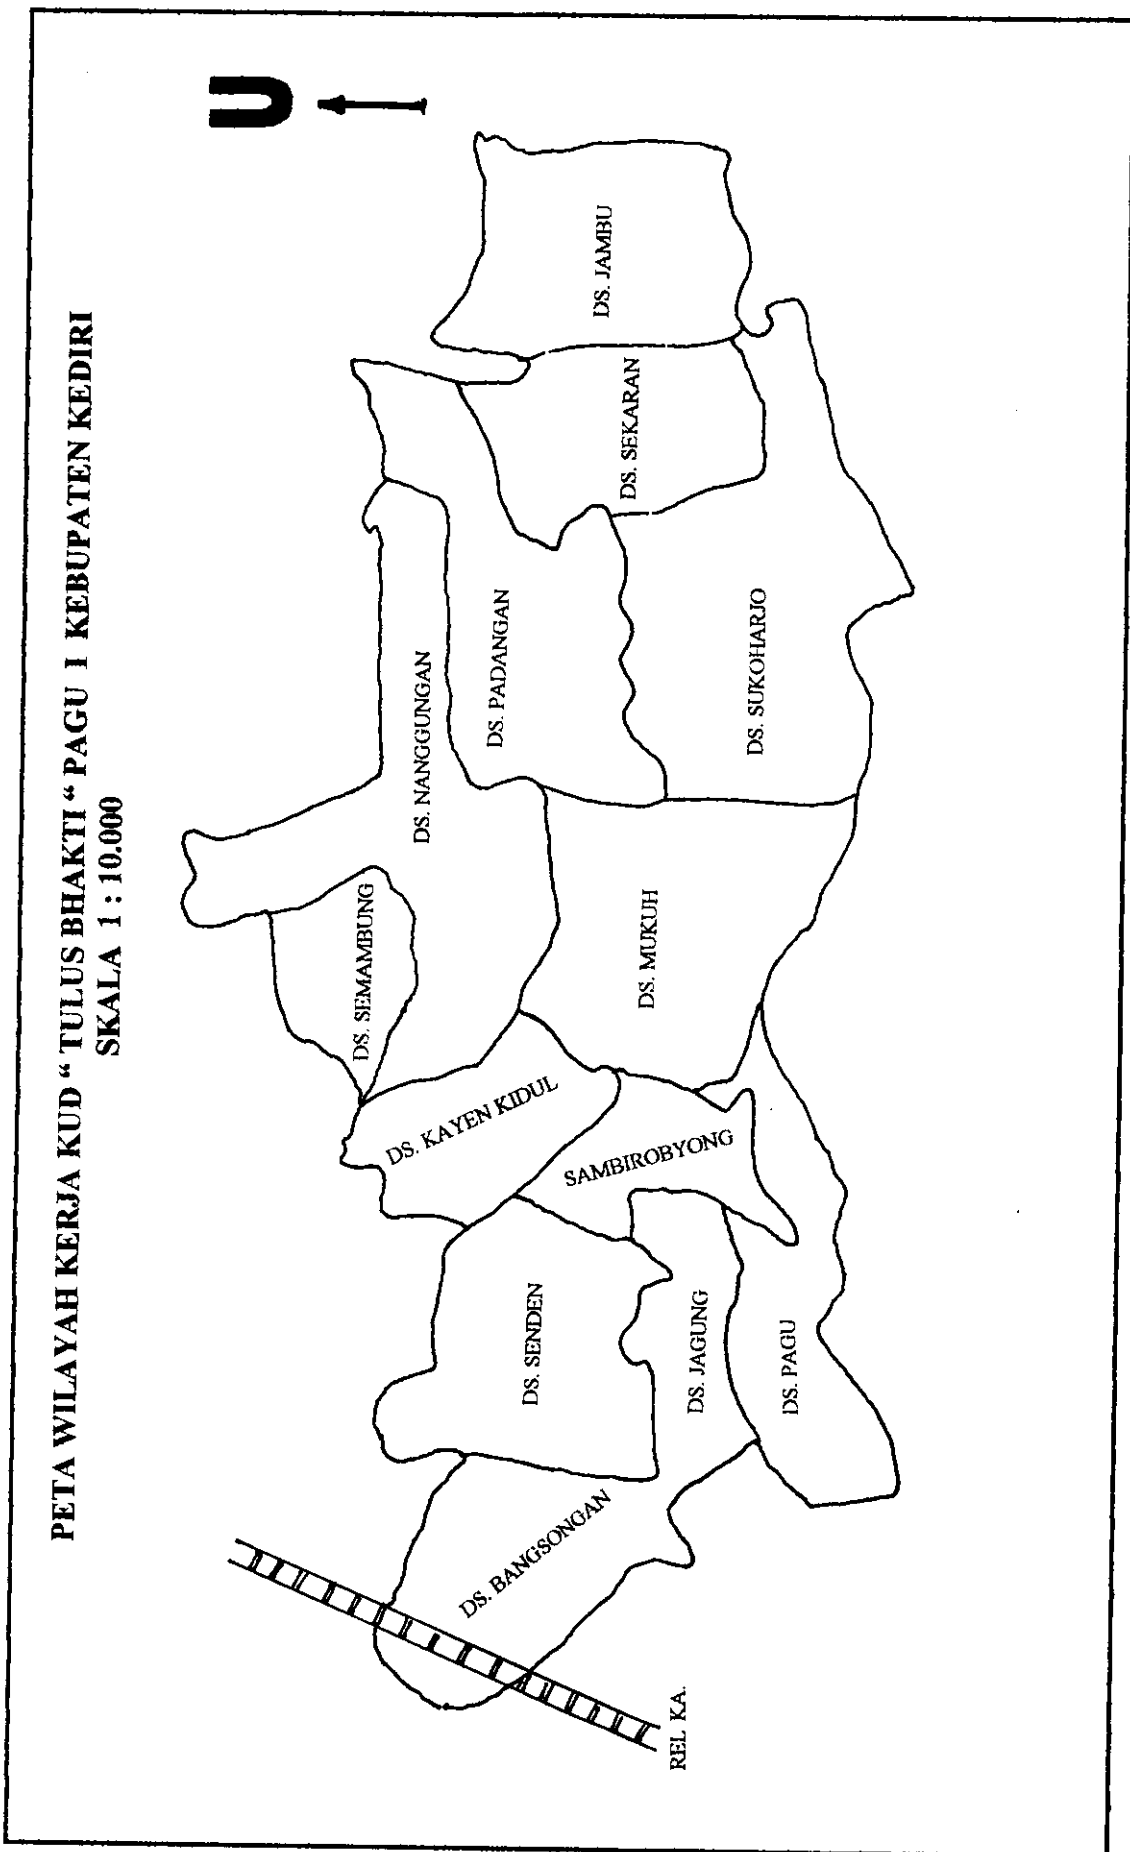 PETA WILAYAH KERJA KUD “ TULUS BHAKTI “ PAGU I KEBUPATEN KEDIRI
SKALA 1 : 10.000
U
DS. SEMAMBUNG
DS. NANGGUNGAN
DS. KAYEN KIDUL
DS. PADANGAN
DS. JAMBU
DS. SEKARAN
DS. BANGSONGAN
DS. SENDEN
SAMBIROBYONG
DS. MUKUH
DS. JAGUNG
DS. SUKOHARJO
DS. PAGU
REL KA.